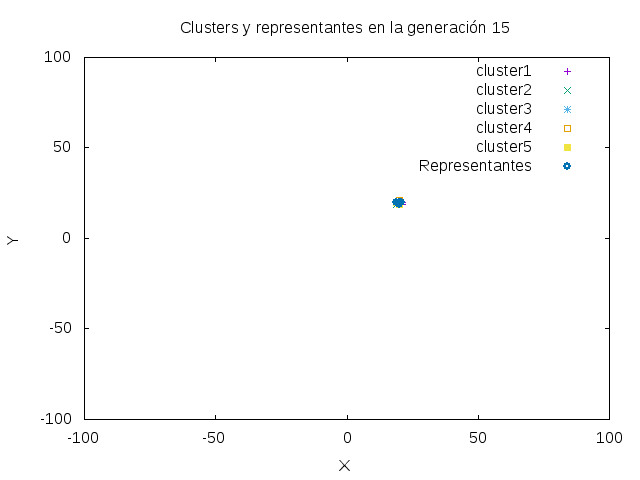 Clusters y representantes en la generación 15
100
cluster1
cluster2
cluster3
50
cluster4
cluster5
Representantes
Y
0
-50
-100
-100
-50
0
50
100
X